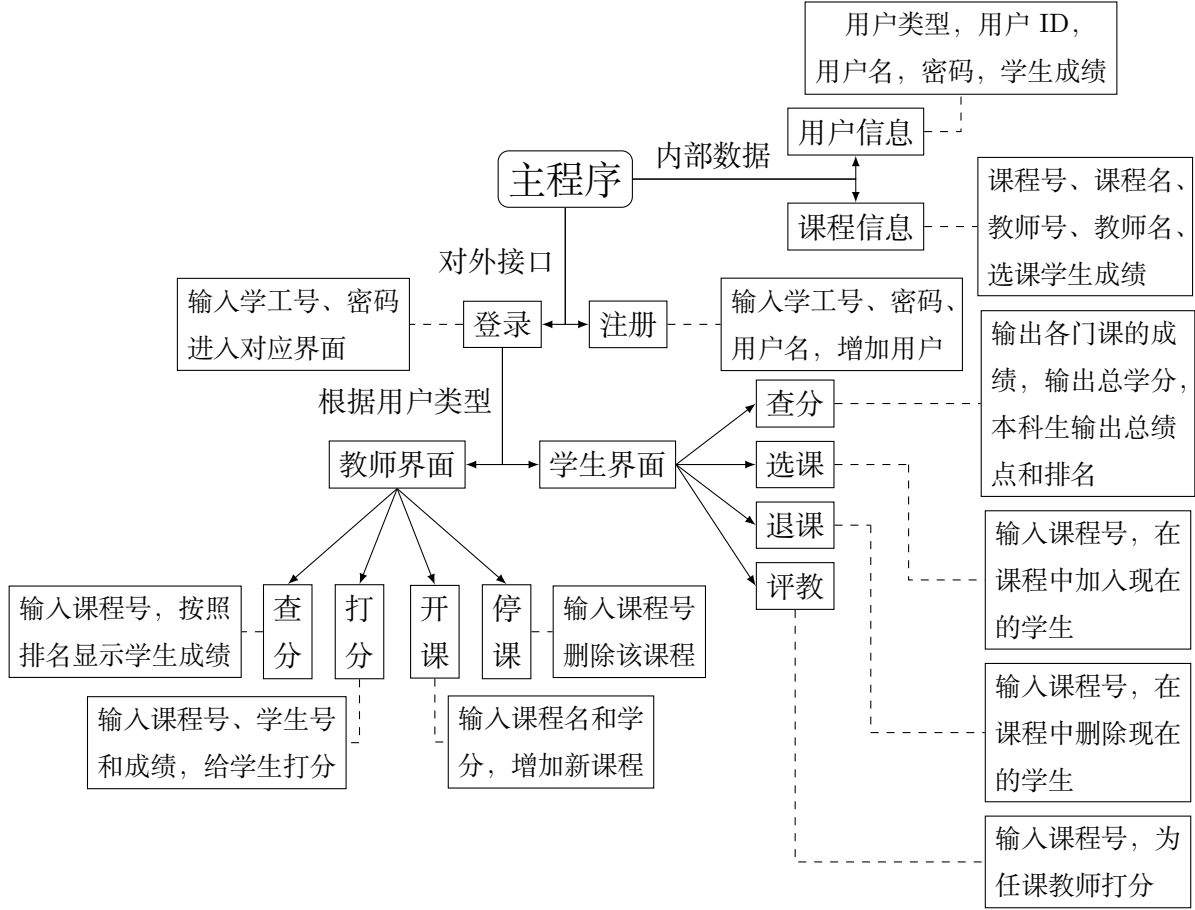 用户类型，用户 ID，
用户名，密码，学生成绩
用户信息
内部数据
主程序
课程号、课程名、
教师号、教师名、
选课学生成绩
课程信息
对外接口
输入学工号、密码
进入对应界面
登录
注册
输入学工号、密码、
用户名，增加用户
输出各门课的成
绩，输出总学分，
本科生输出总绩
点和排名
根据用户类型
查分
教师界面
学生界面
选课
退课
评教
输入课程号，在
课程中加入现在
的学生
输入课程号，按照
排名显示学生成绩
查
分
打
分
开
课
停
课
输入课程号
删除该课程
输入课程号、学生号
和成绩，给学生打分
输入课程名和学
分，增加新课程
输入课程号，在
课程中删除现在
的学生
输入课程号，为
任课教师打分